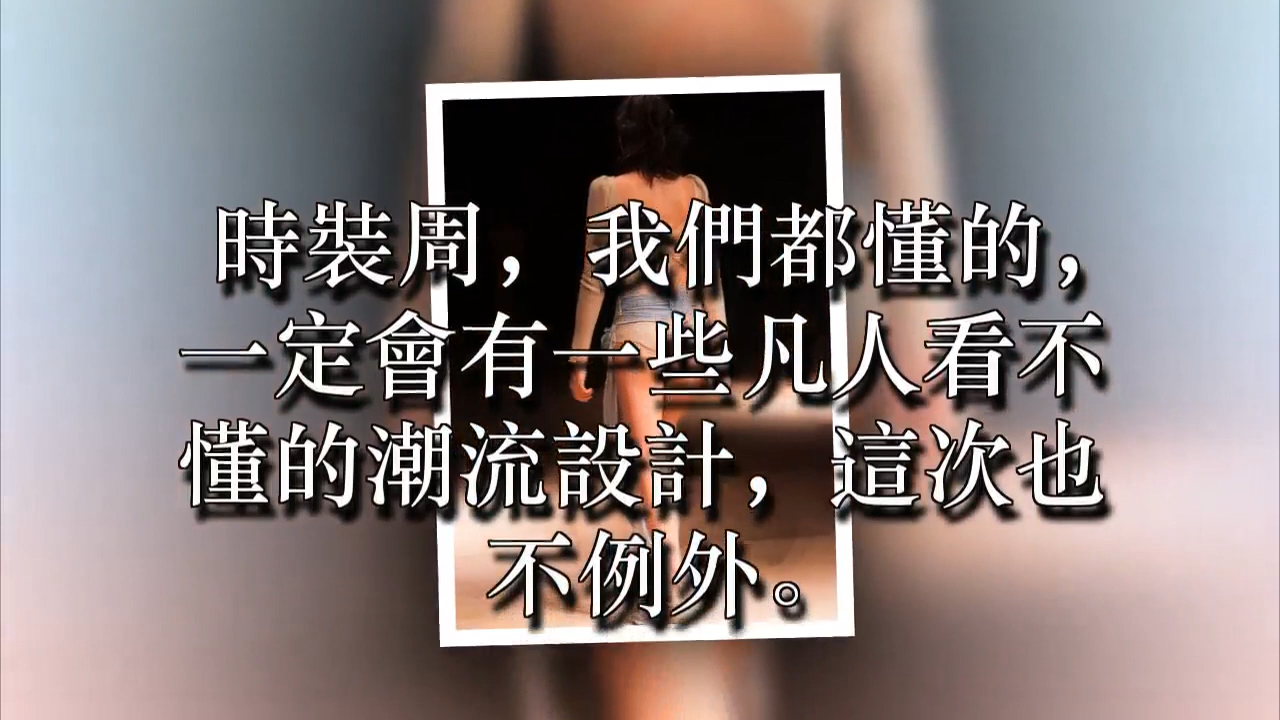 時裝周，我們都懂的，
一定會有一些凡人看不
懂的潮流設計，這次也
不例外。